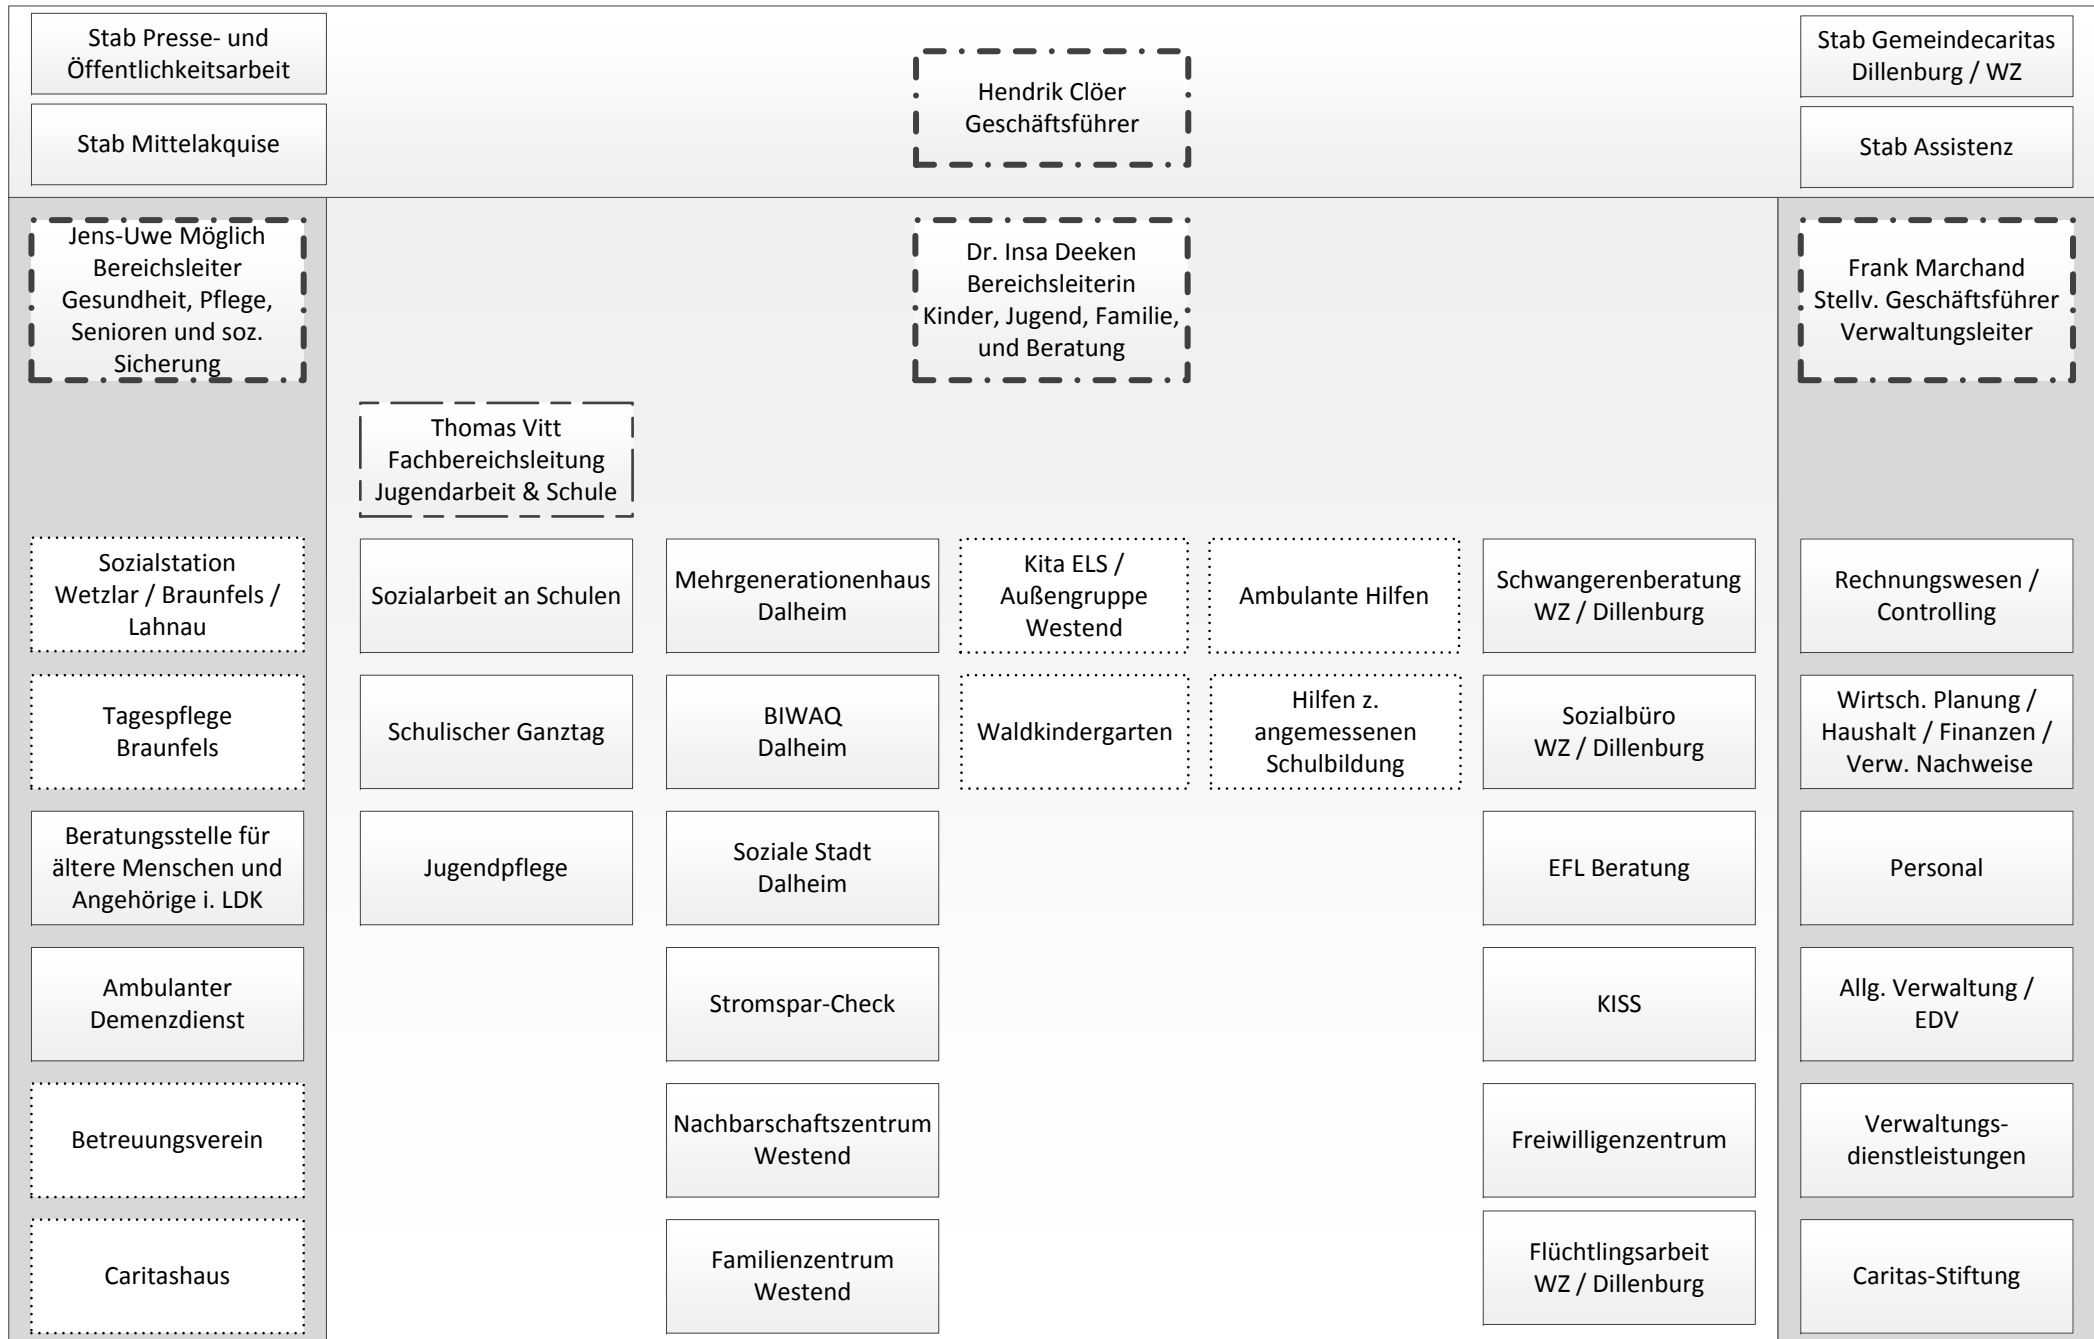 Stab Presse- und
Öffentlichkeitsarbeit
Stab Mittelakquise
Hendrik Clöer
Geschäftsführer
Stab Gemeindecaritas
Dillenburg / WZ
Stab Assistenz
Jens-Uwe Möglich
Bereichsleiter
Gesundheit, Pflege,
Senioren und soz.
Sicherung
Dr. Insa Deeken
Bereichsleiterin
Kinder, Jugend, Familie,
und Beratung
Frank Marchand
Stellv. Geschäftsführer
Verwaltungsleiter
Thomas Vitt
Fachbereichsleitung
Jugendarbeit & Schule
Sozialstation
Wetzlar / Braunfels /
Lahnau
Sozialarbeit an Schulen
Mehrgenerationenhaus
Dalheim
Kita ELS /
Außengruppe
Westend
Ambulante Hilfen
Schwangerenberatung
WZ / Dillenburg
Rechnungswesen /
Controlling
Tagespflege
Braunfels
Schulischer Ganztag
BIWAQ
Dalheim
Waldkindergarten
Hilfen z.
angemessenen
Schulbildung
Sozialbüro
WZ / Dillenburg
Wirtsch. Planung /
Haushalt / Finanzen /
Verw. Nachweise
Beratungsstelle für
ältere Menschen und
Angehörige i. LDK
Jugendpflege
Soziale Stadt
Dalheim
EFL Beratung
Personal
Ambulanter
Demenzdienst
Stromspar-Check
KISS
Allg. Verwaltung /
EDV
Betreuungsverein
Nachbarschaftszentrum
Westend
Freiwilligenzentrum
Verwaltungs-
dienstleistungen
Caritashaus
Familienzentrum
Westend
Flüchtlingsarbeit
WZ / Dillenburg
Caritas-Stiftung